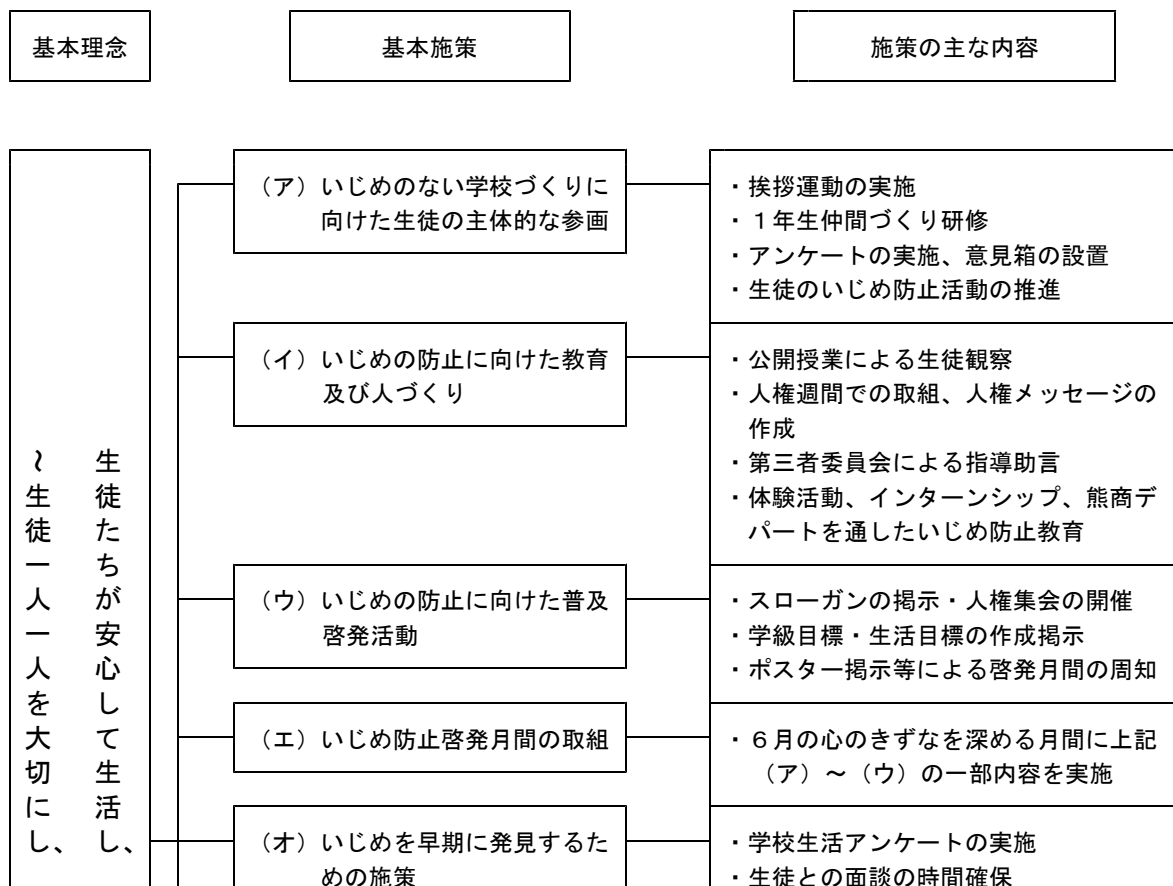 基本理念
基本施策
施策の主な内容
生徒たちが安心して生活し、
～生徒一人一人を大切にし、
（ア）いじめのない学校づくりに
向けた生徒の主体的な参画
・挨拶運動の実施
・１年生仲間づくり研修
・アンケートの実施、意見箱の設置
・生徒のいじめ防止活動の推進
（イ）いじめの防止に向けた教育
及び人づくり
・公開授業による生徒観察
・人権週間での取組、人権メッセージの
作成
・第三者委員会による指導助言
・体験活動、インターンシップ、熊商デ
パートを通したいじめ防止教育
（ウ）いじめの防止に向けた普及
啓発活動
・スローガンの掲示・人権集会の開催
・学級目標・生活目標の作成掲示
・ポスター掲示等による啓発月間の周知
（エ）いじめ防止啓発月間の取組
・６月の心のきずなを深める月間に上記
（ア）～（ウ）の一部内容を実施
（オ）いじめを早期に発見するた
めの施策
・学校生活アンケートの実施
・生徒との面談の時間確保